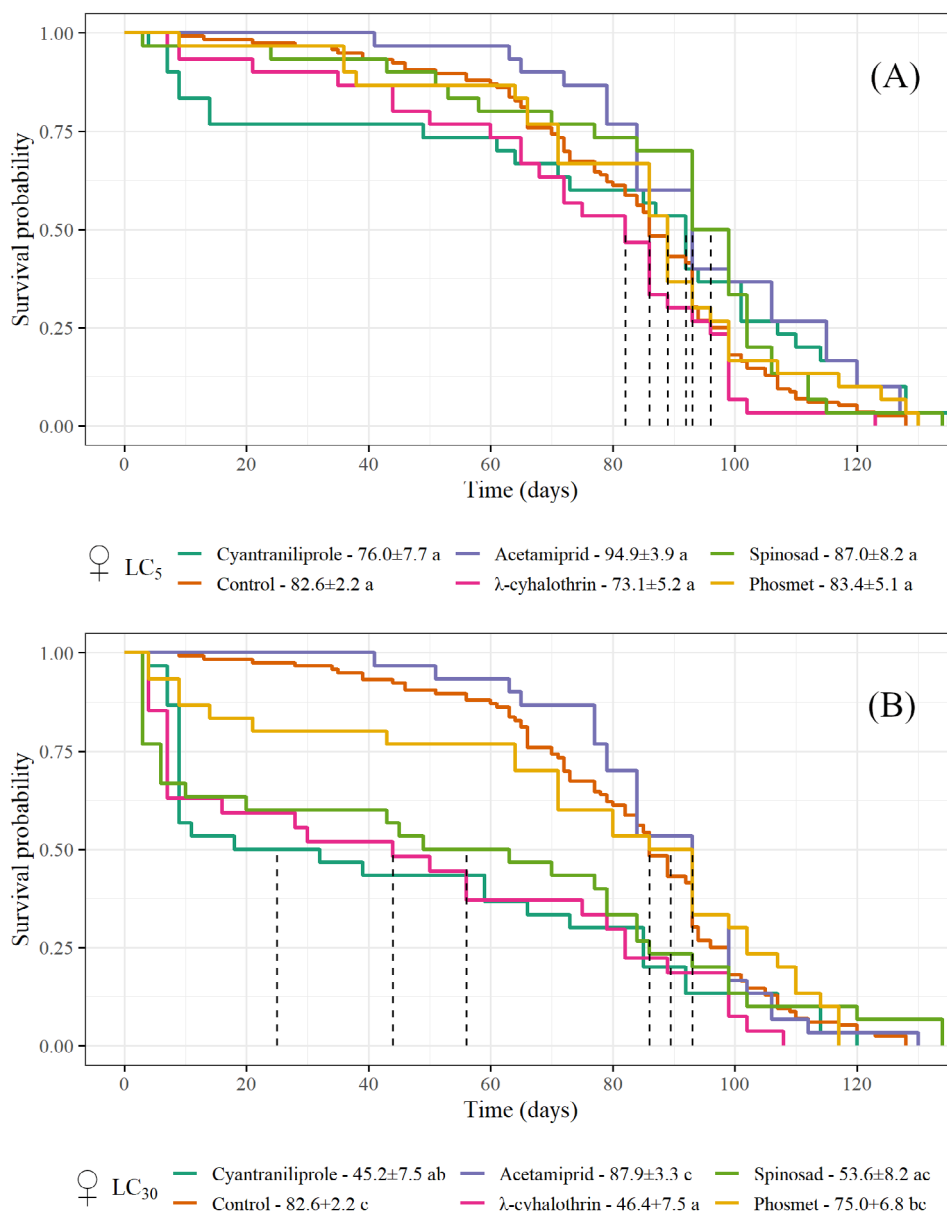 1.00
(A)
0.75
Survival probability
0.50
0.25
0.00
0 20 40 60 80 100 120
Time (days)
♀ LC5
Cyantraniliprole - 76.0±7.7 a Acetamiprid - 94.9±3.9 a Spinosad - 87.0±8.2 a
Control - 82.6±2.2 a λ-cyhalothrin - 73.1±5.2 a Phosmet - 83.4±5.1 a
1.00
(B)
0.75
Survival probability
0.50
0.25
0.00
0 20 40 60 80 100 120
Time (days)
♀ LC30
Cyantraniliprole - 45.2±7.5 ab Acetamiprid - 87.9±3.3 c Spinosad - 53.6±8.2 ac
Control - 82.6±2.2 c λ-cyhalothrin - 46.4±7.5 a Phosmet - 75.0±6.8 bc